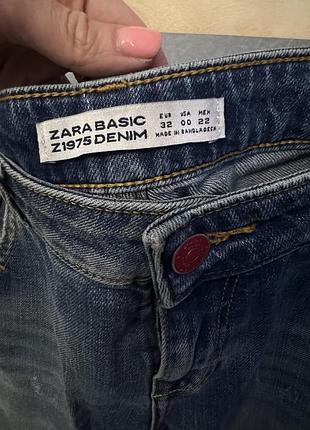 ZARA BASIC
Z1975 DENIM
EUR USA MEX
32 00 22
MADE IN BANGLADESH